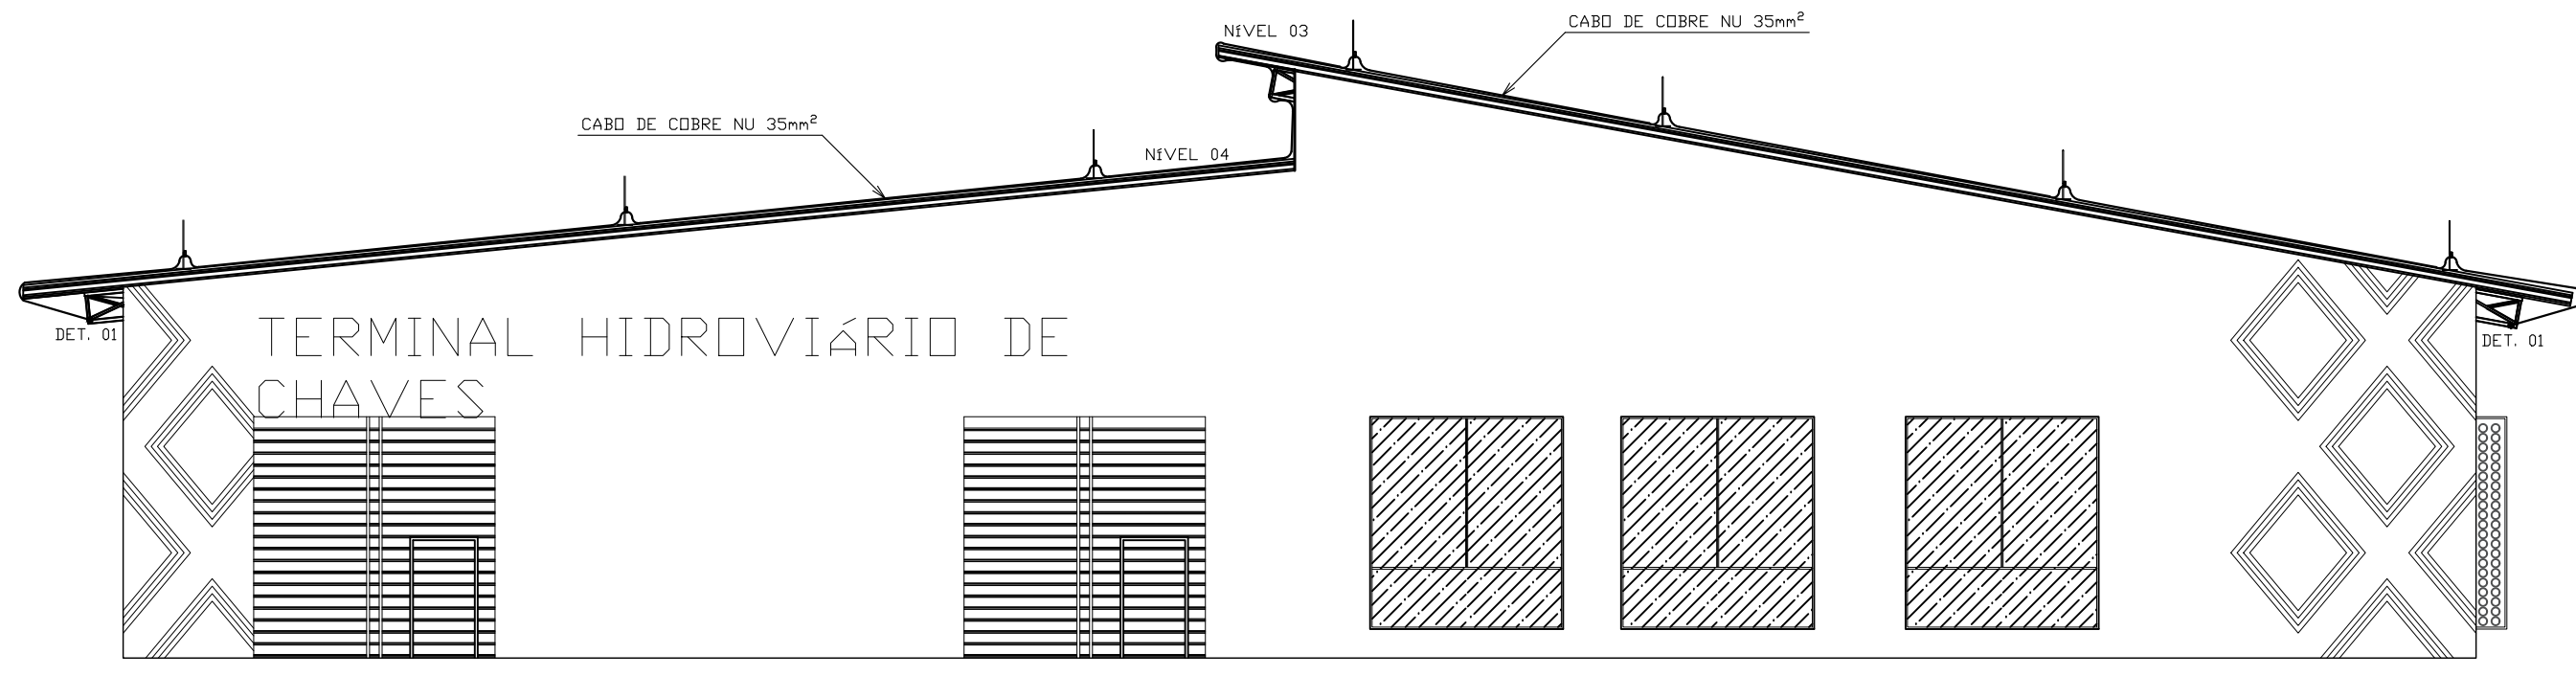 NíVEL 03
CABO DE COBRE NU 35mm²
CABO DE COBRE NU 35mm²
NíVEL 04
DET. 01
TERMINAL HIDROVIáRIO DE
CHAVES
DET. 01